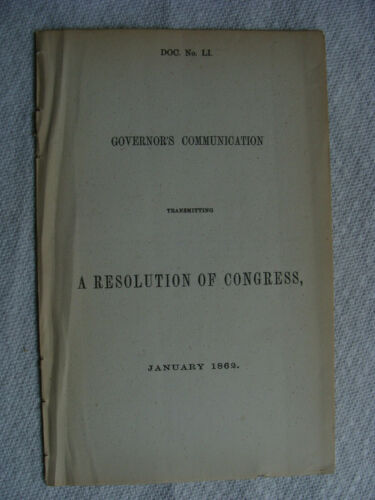 DOC. No. LI.
GOVERNOR'S COMMUNICATION
TRANSMITTING
A RESOLUTION OF CONGRESS,
JANUARY 1862.